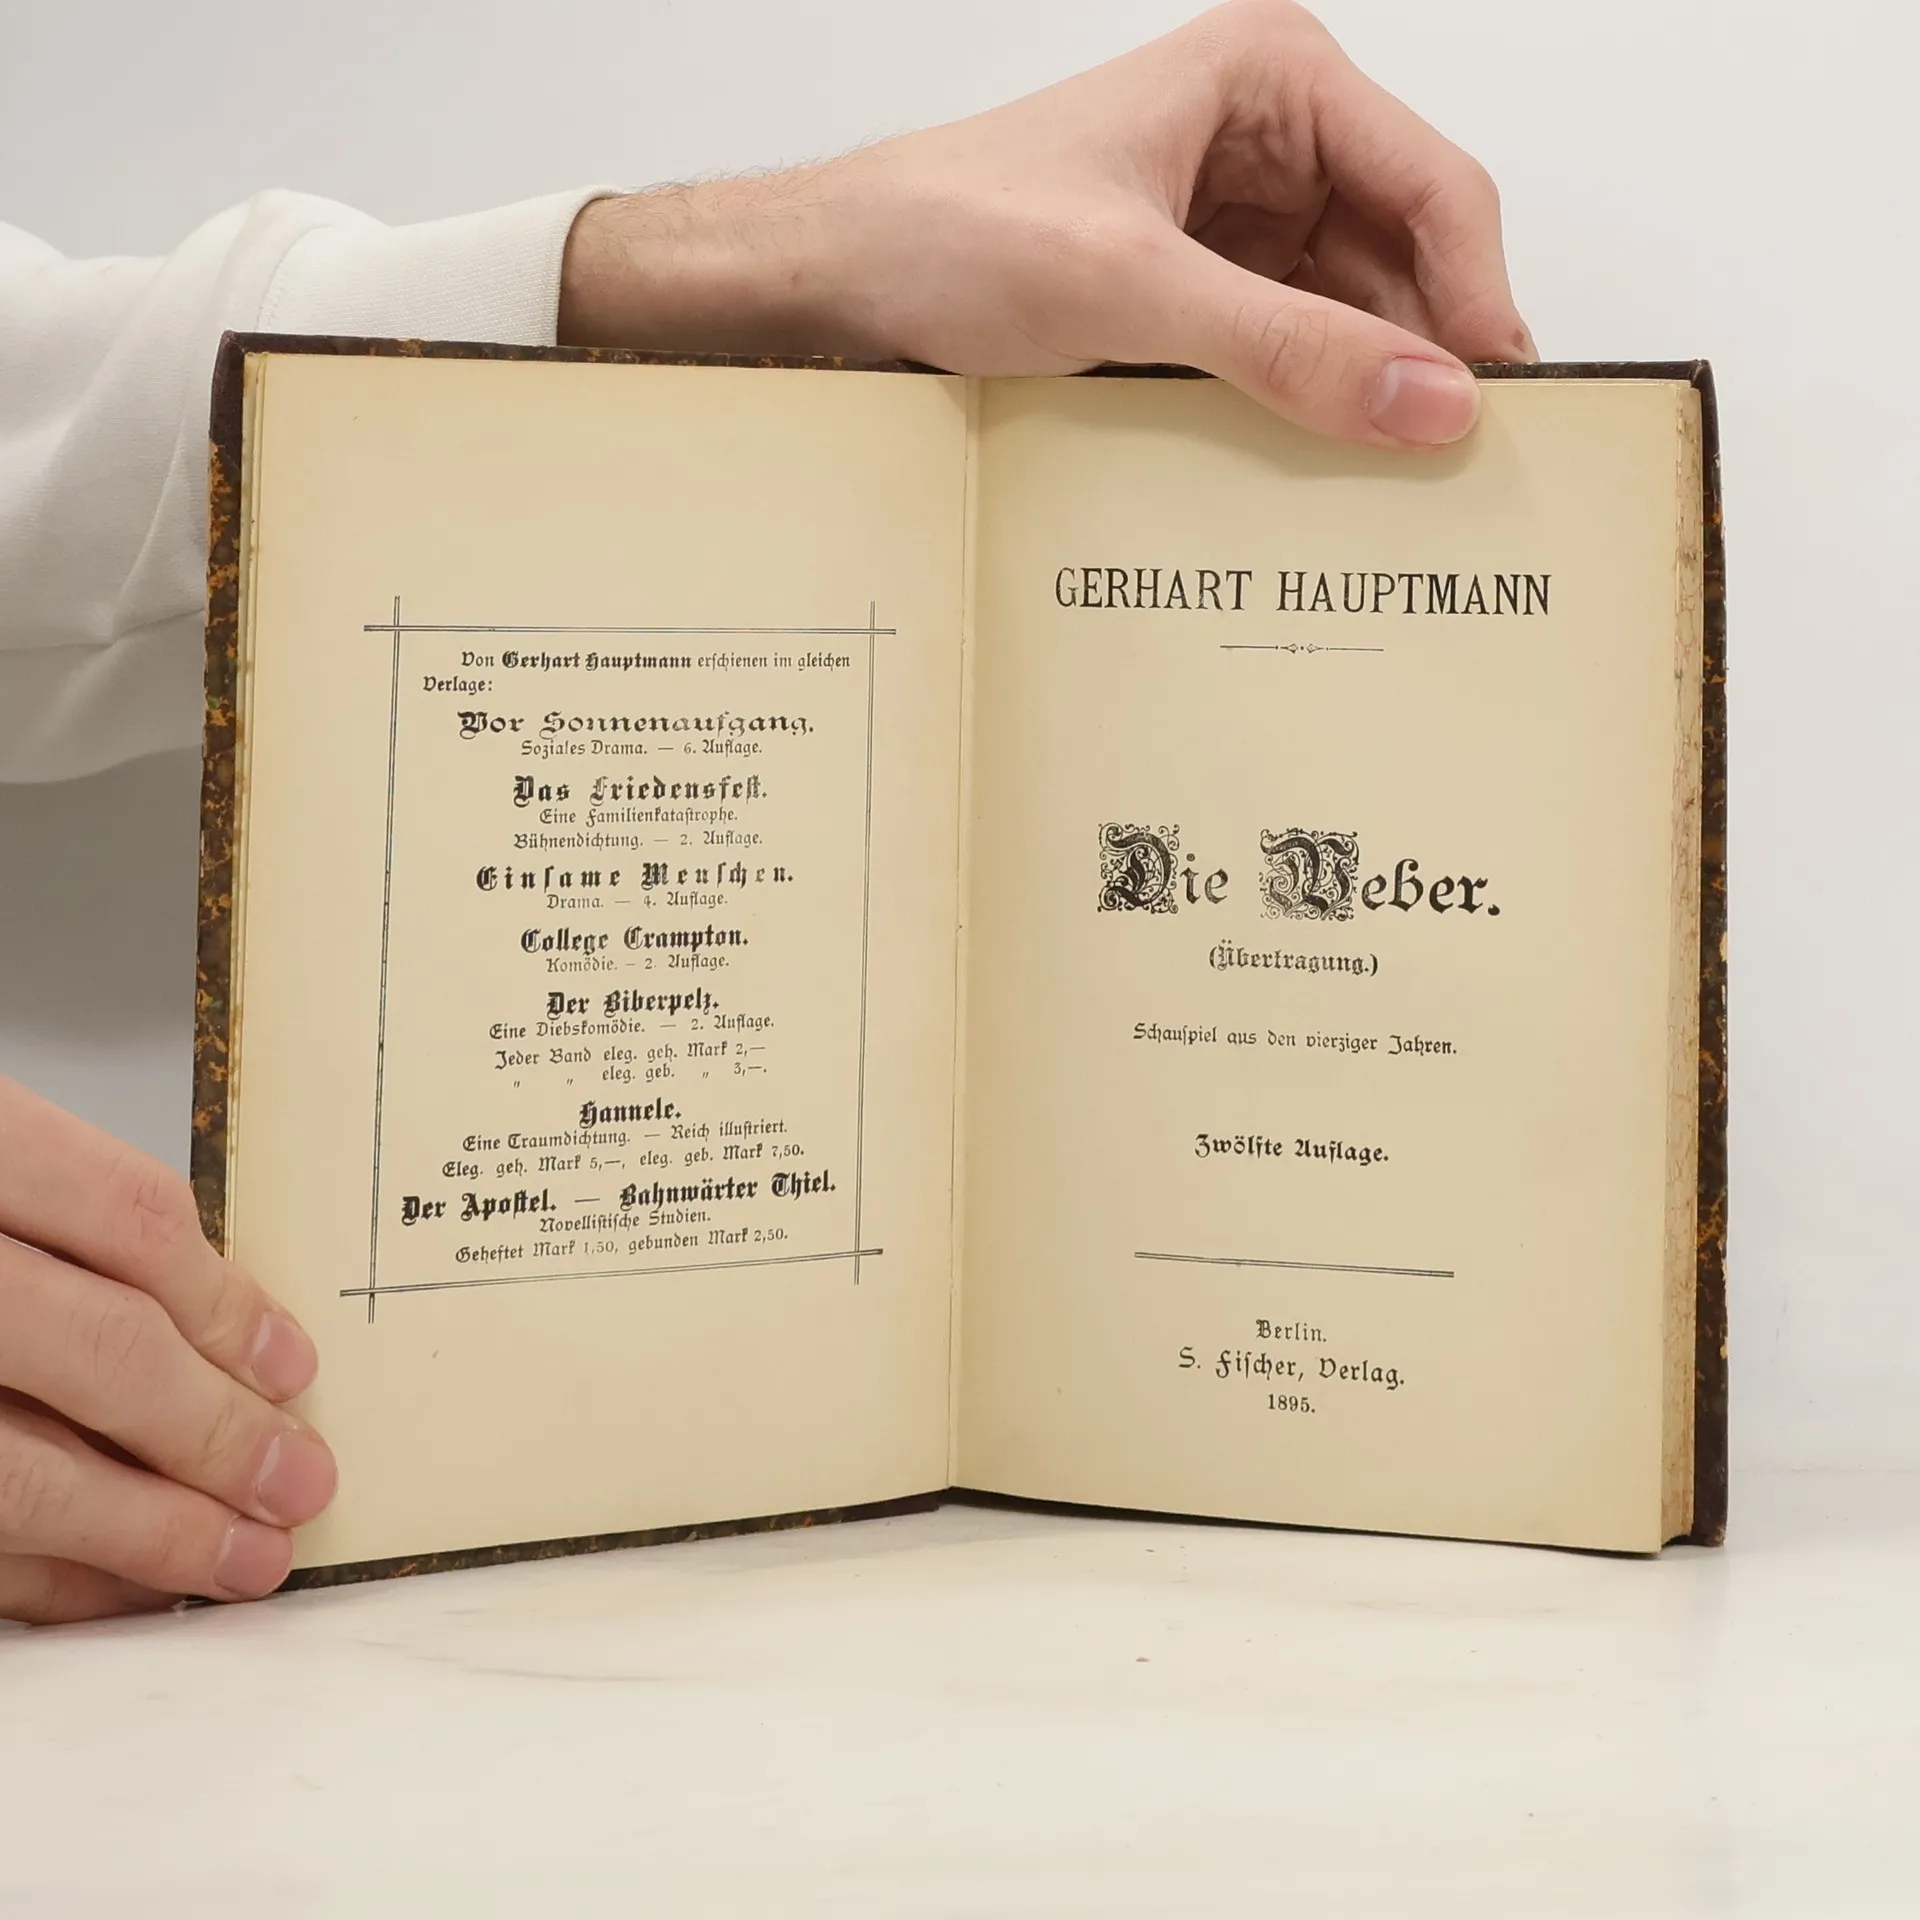 Von Gerhart Hauptmann erſchienen im gleichen
Verlage:
Vor Sonnenaufgang.
Soziales Drama. — 6. Auflage.
Das Friedensfeſt.
Eine Familienkataſtrophe.
Bühnendichtung. — 2. Auflage.
Einſame Menſchen.
Drama. — 4. Auflage.
College Crampton.
Komödie. — 2. Auflage.
Der Biberpelz.
Eine Diebskomödie. — 2. Auflage.
Jeder Band eleg. geh. Mark 2,—
„ „ eleg. geb. „ 3,—.
Hannele.
Eine Traumdichtung. — Reich illuſtriert.
Eleg. geh. Mark 5,—, eleg. geb. Mark 7,50.
Der Apoſtel. — Bahnwärter Thiel.
Novelliſtiſche Studien.
Geheftet Mark 1,50, gebunden Mark 2,50.
GERHART HAUPTMANN
Die Weber.
(Übertragung.)
Schauſpiel aus den vierziger Jahren.
Zwölfte Auflage.
Berlin.
S. Fiſcher, Verlag.
1895.